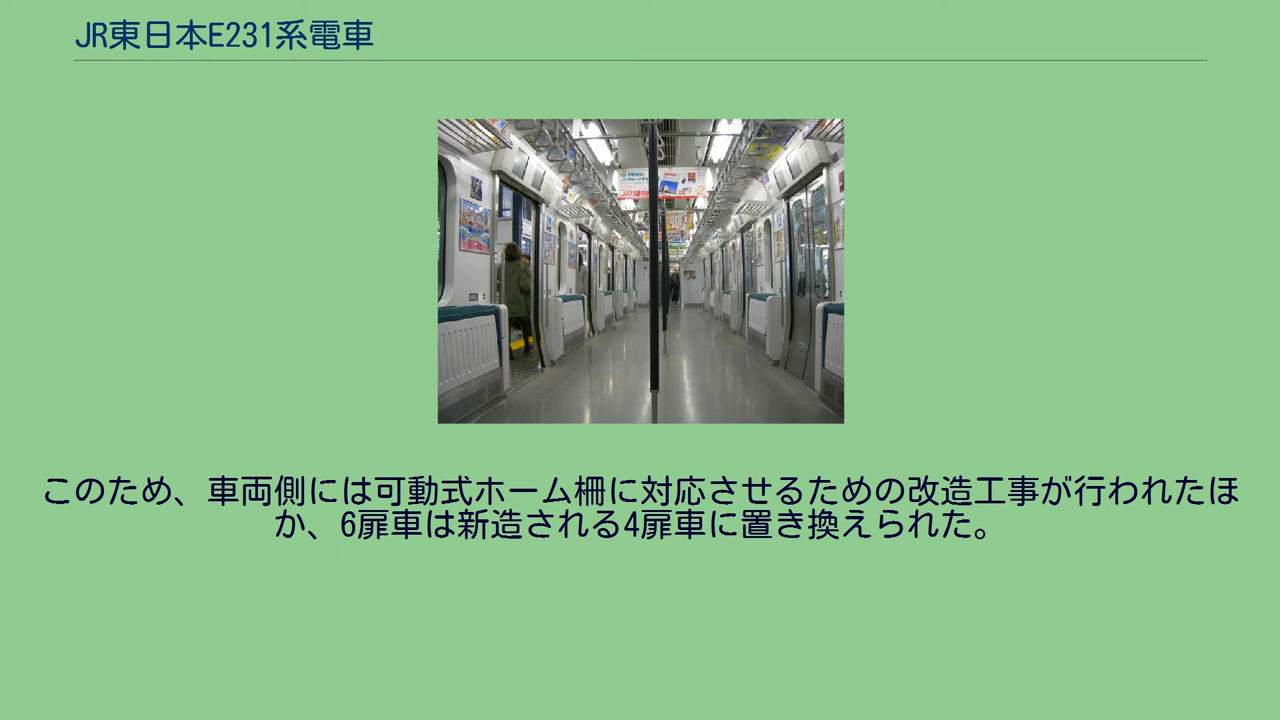 JR東日本E231系電車
このため、車両側には可動式ホーム柵に対応させるための改造工事が行われたほ
か、6扉車は新造される4扉車に置き換えられた。